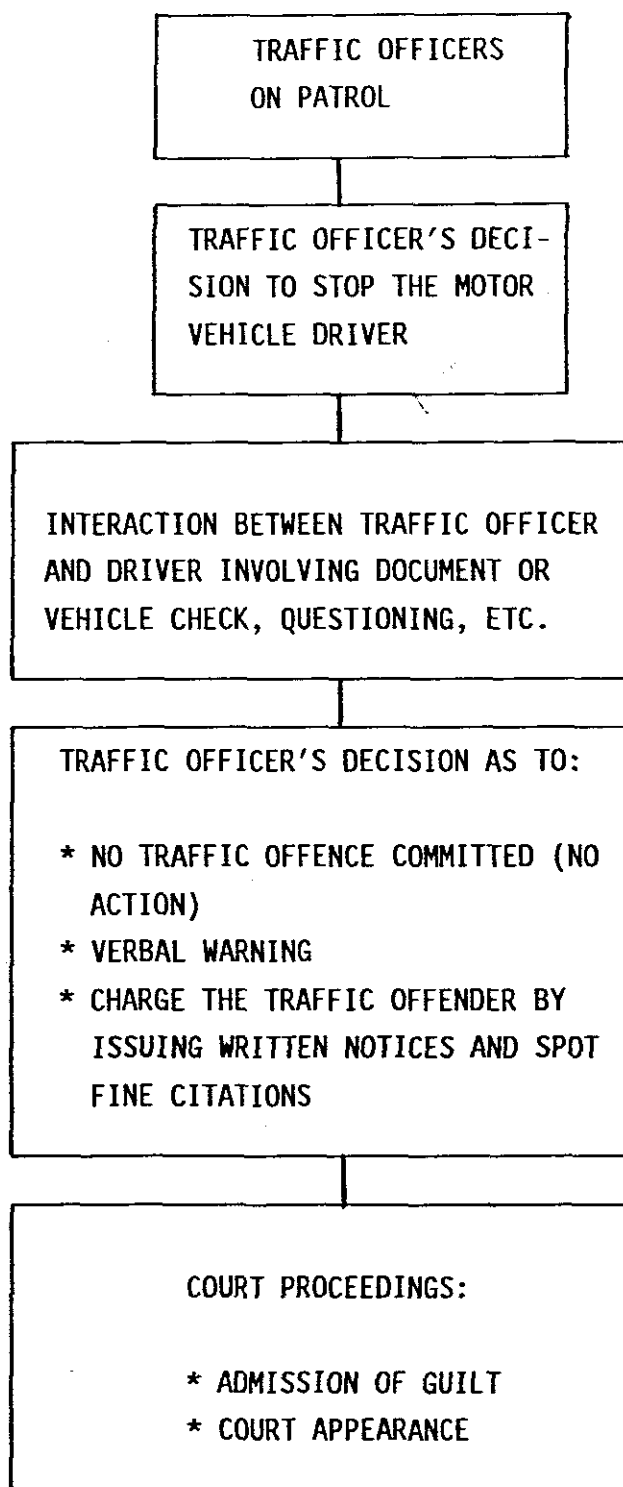 TRAFFIC OFFICERS
ON PATROL
TRAFFIC OFFICER'S DECI-
SION TO STOP THE MOTOR
VEHICLE DRIVER
INTERACTION BETWEEN TRAFFIC OFFICER
AND DRIVER INVOLVING DOCUMENT OR
VEHICLE CHECK, QUESTIONING, ETC.
TRAFFIC OFFICER'S DECISION AS TO:
* NO TRAFFIC OFFENCE COMMITTED (NO
ACTION)
* VERBAL WARNING
* CHARGE THE TRAFFIC OFFENDER BY
ISSUING WRITTEN NOTICES AND SPOT
FINE CITATIONS
COURT PROCEEDINGS:
* ADMISSION OF GUILT
* COURT APPEARANCE